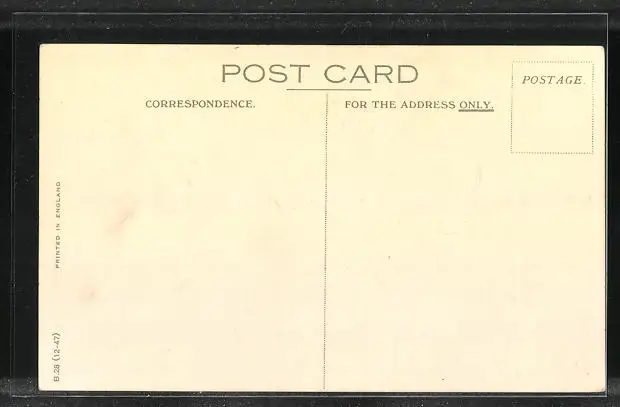 POST CARD
CORRESPONDENCE.
FOR THE ADDRESS ONLY.
POSTAGE.
PRINTED IN ENGLAND
B.28 (12-47)